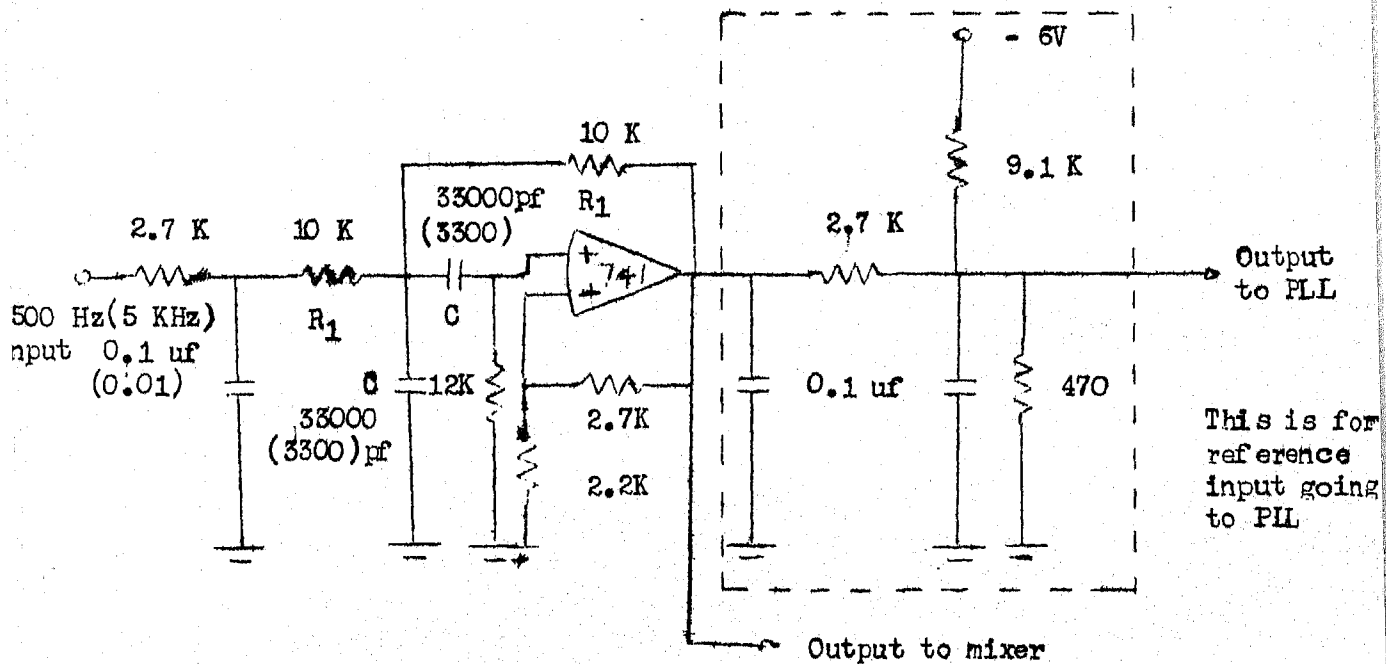 - 6V
10 K
9.1 K
33000pf
(3300)
R1
2.7 K
10 K
2.7 K
+
741
+
Output
to PLL
500 Hz(5 KHz)
nput 0.1 uf
(0.01)
R1
C
C
12K
33000
(3300)pf
2.7K
2.2K
0.1 uf
470
This is for
reference
input going
to PLL
Output to mixer